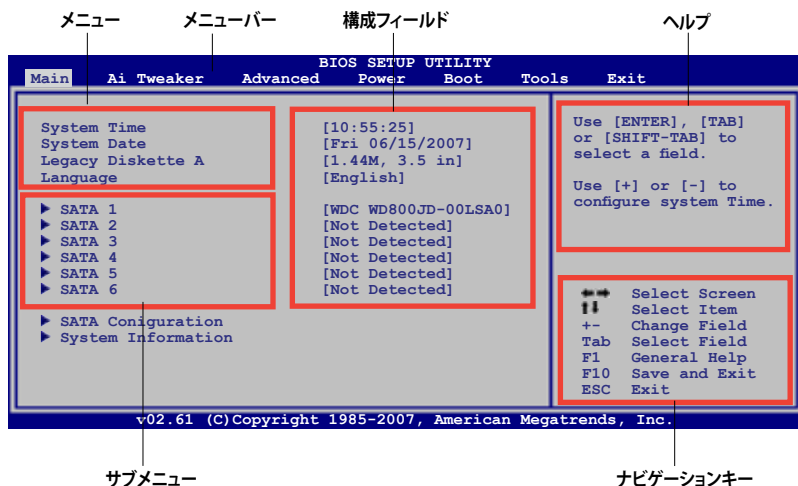 メニュー メニューバー 構成フィールド ヘルプ
BIOS SETUP UTILITY
Main Ai Tweaker Advanced Power Boot Tools Exit
System Time [10:55:25]
System Date [Fri 06/15/2007]
Legacy Diskette A [1.44M, 3.5 in]
Language [English]
SATA 1 [WDC WD800JD-00LSA0]
SATA 2 [Not Detected]
SATA 3 [Not Detected]
SATA 4 [Not Detected]
SATA 5 [Not Detected]
SATA 6 [Not Detected]
SATA Coniguration
System Information
Use [ENTER], [TAB]
or [SHIFT-TAB] to
select a field.
Use [+] or [-] to
configure system Time.
Select Screen
Select Item
+- Change Field
Tab Select Field
F1 General Help
F10 Save and Exit
ESC Exit
v02.61 (C)Copyright 1985-2007, American Megatrends, Inc.
サブメニュー ナビゲーションキー